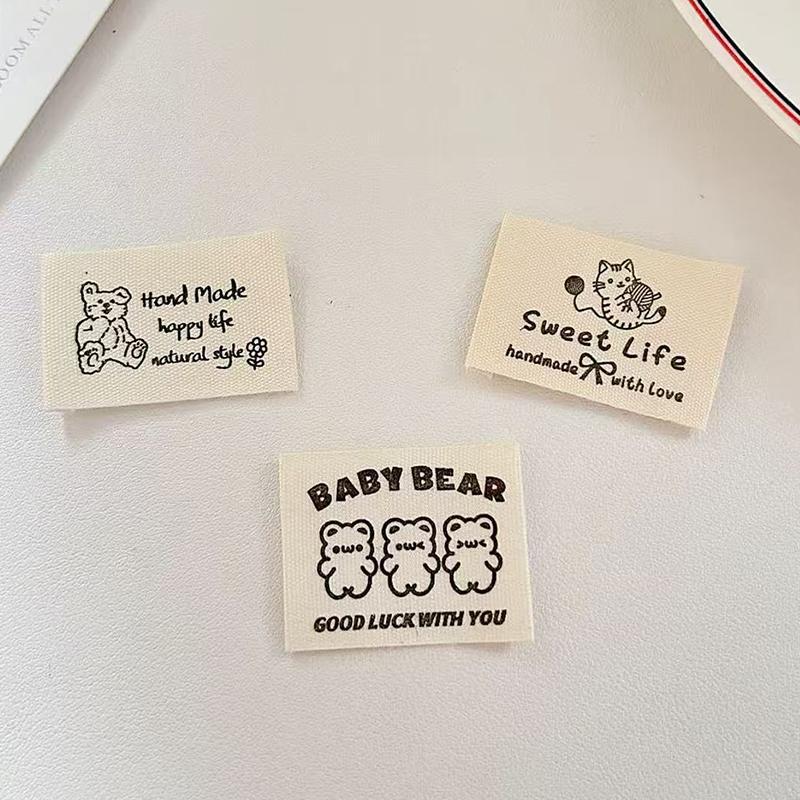 Hand Made
happy life
natural style
Sweet Life
handmade with love
BABY BEAR
GOOD LUCK WITH YOU